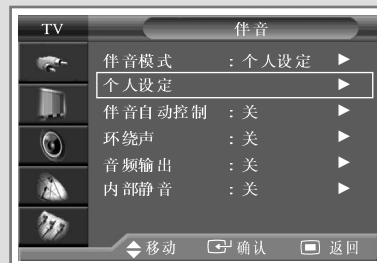 TV 伴音
伴音模式 : 个人设定 ▶
个人设定 ▶
伴音自动控制 : 关 ▶
环绕声 : 关 ▶
音频输出 : 关 ▶
内部静音 : 关 ▶
移动 确认 返回